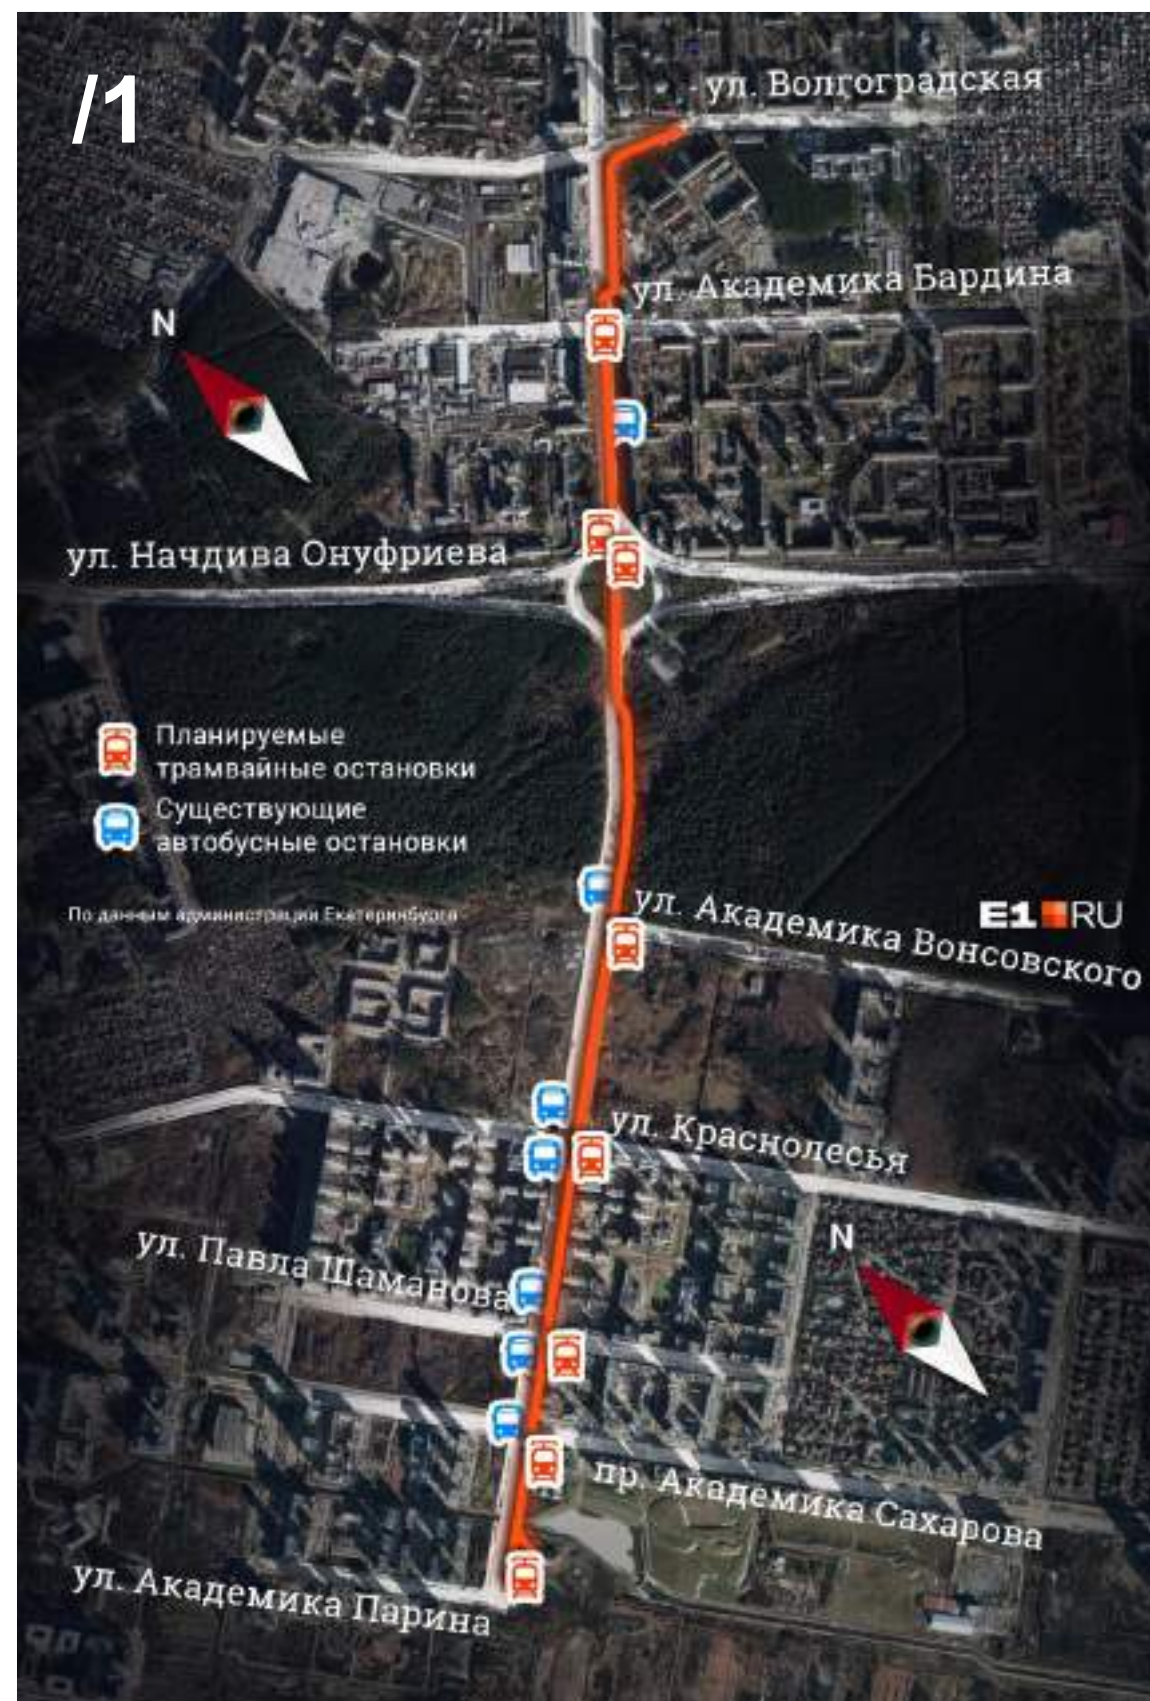 /1
ул. Волгоградская
ул. Академика Бардина
N
ул. Начдива Онуфриева
Планируемые
трамвайные остановки
Существующие
автобусные остановки
По данным администрации Екатеринбурга
E1 RU
ул. Академика Вонсовского
ул. Краснолесья
N
ул. Павла Шаманова
пр. Академика Сахарова
ул. Академика Парина